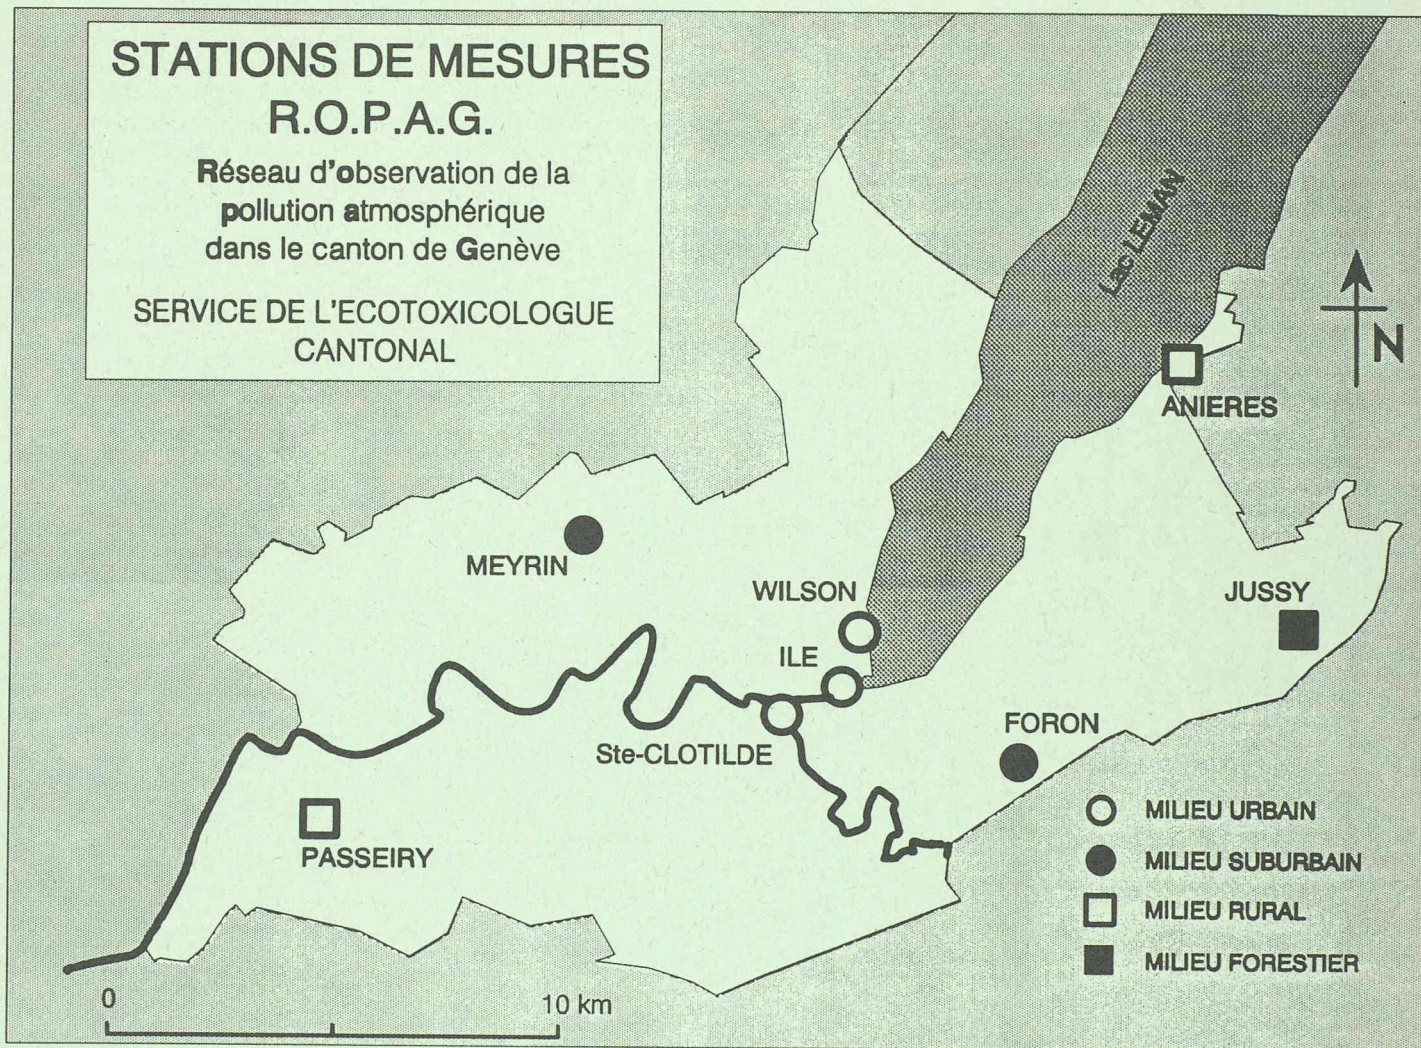 STATIONS DE MESURES
R.O.P.A.G.
Réseau d'observation de la
pollution atmosphérique
dans le canton de Genève
SERVICE DE L'ECOTOXICOLOGUE
CANTONAL
Lac LEMAN
N
ANIERES
MEYRIN
WILSON
JUSSY
ILE
FORON
Ste-CLOTILDE
PASSEIRY
MILIEU URBAIN
MILIEU SUBURBAIN
MILIEU RURAL
MILIEU FORESTIER
0
10 km